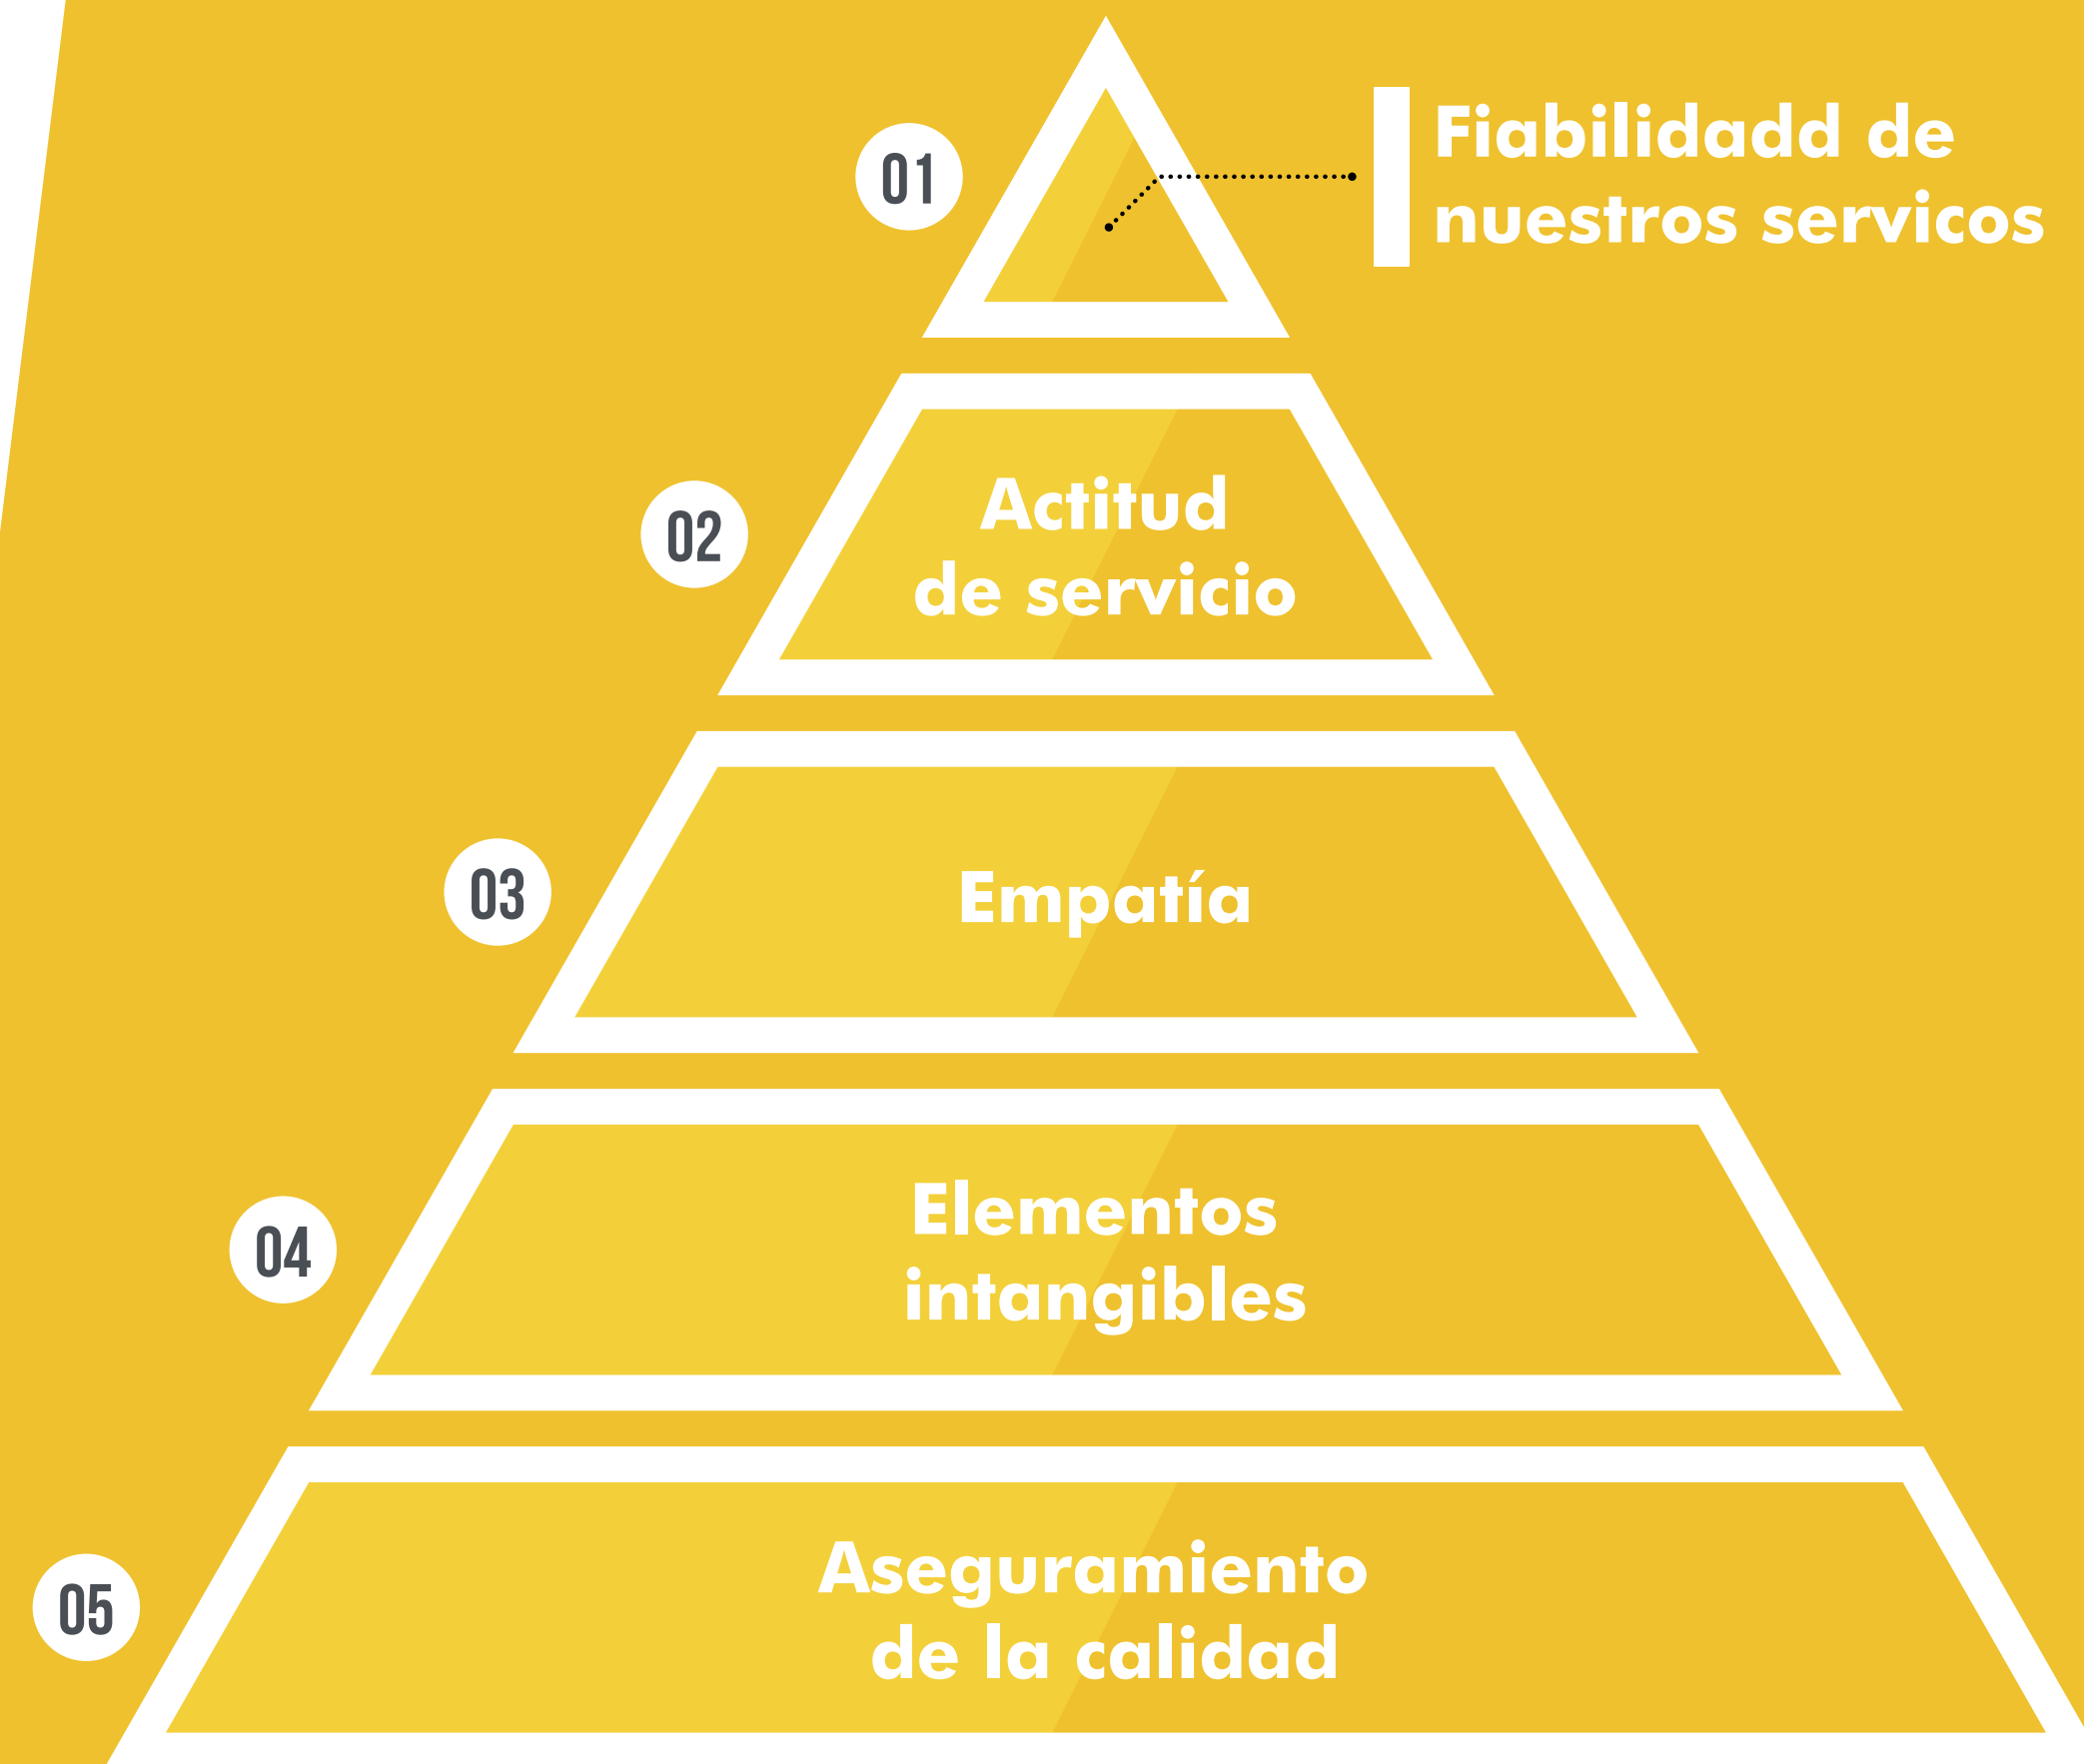 01
Fiabilidadd de
nuestros servicos
02
Actitud
de servicio
03
Empatía
04
Elementos
intangibles
05
Aseguramiento
de la calidad